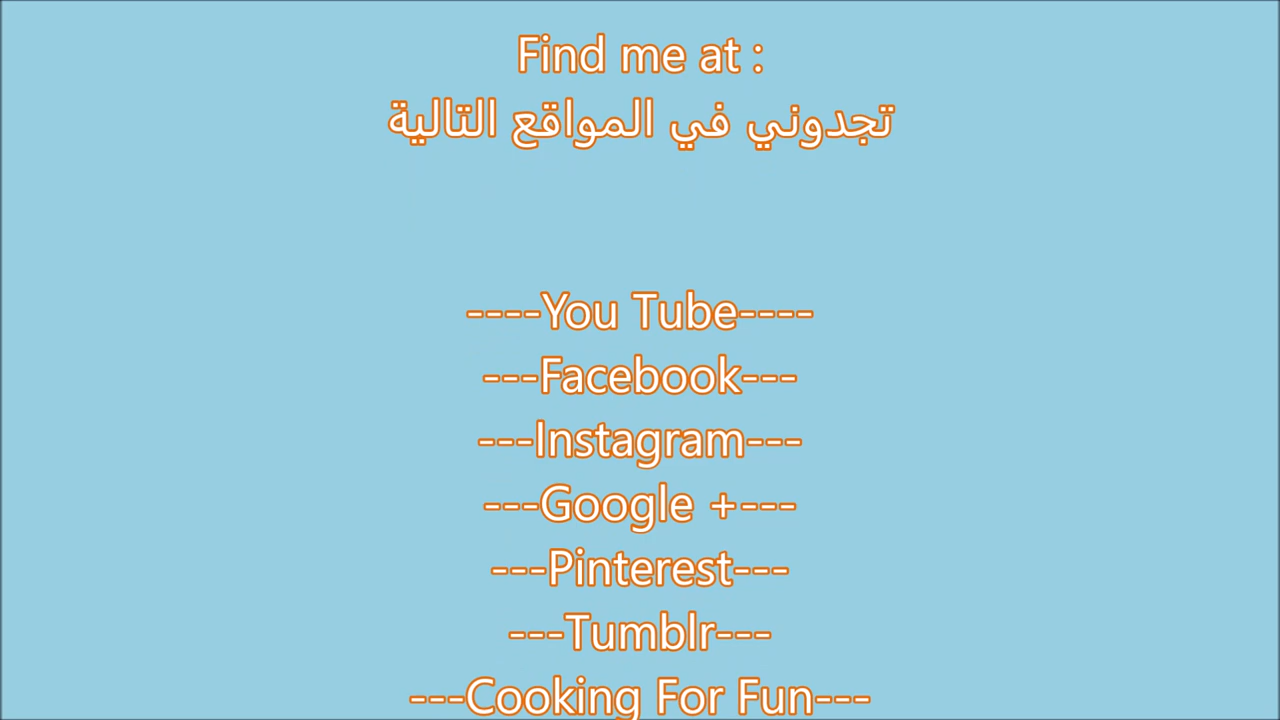 Find me at :
تجدوني في المواقع التالية
----You Tube----
---Facebook---
---Instagram---
---Google +---
---Pinterest---
---Tumblr---
---Cooking For Fun---